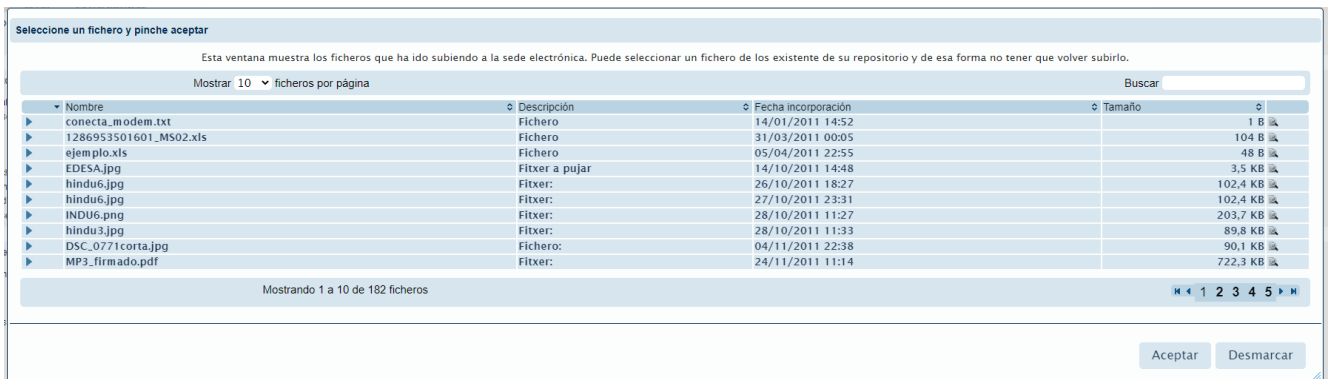 Seleccione un fichero y pinche aceptar
Esta ventana muestra los ficheros que ha ido subiendo a la sede electrónica. Puede seleccionar un fichero de los existente de su repositorio y de esa forma no tener que volver subirlo.
Mostrar 10 ficheros por página Buscar
Nombre Descripción Fecha incorporación Tamaño
conecta_modem.txt Fichero 14/01/2011 14:52 1 B
1286953501601_MS02.xls Fichero 31/03/2011 00:05 104 B
ejemplo.xls Fichero 05/04/2011 22:55 48 B
EDESA.jpg Fitxer a pujar 14/10/2011 14:48 3,5 KB
hindu6.jpg Fitxer: 26/10/2011 18:27 102,4 KB
hindu6.jpg Fitxer: 27/10/2011 23:31 102,4 KB
INDU6.png Fitxer: 28/10/2011 11:27 203,7 KB
hindu3.jpg Fitxer: 28/10/2011 11:33 89,8 KB
DSC_0771corta.jpg Fichero: 04/11/2011 22:38 90,1 KB
MP3_firmado.pdf Fitxer: 24/11/2011 11:14 722,3 KB
Mostrando 1 a 10 de 182 ficheros 1 2 3 4 5
Aceptar Desmarcar